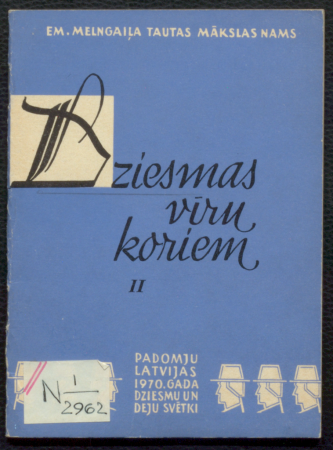 EM. MELNGAIĻA TAUTAS MĀKSLAS NAMS
Dziesmas
vīru
koriem
II
PADOMJU
LATVIJAS
1970. GADA
DZIESMU UN
DEJU SVĒTKI
N 1
2962